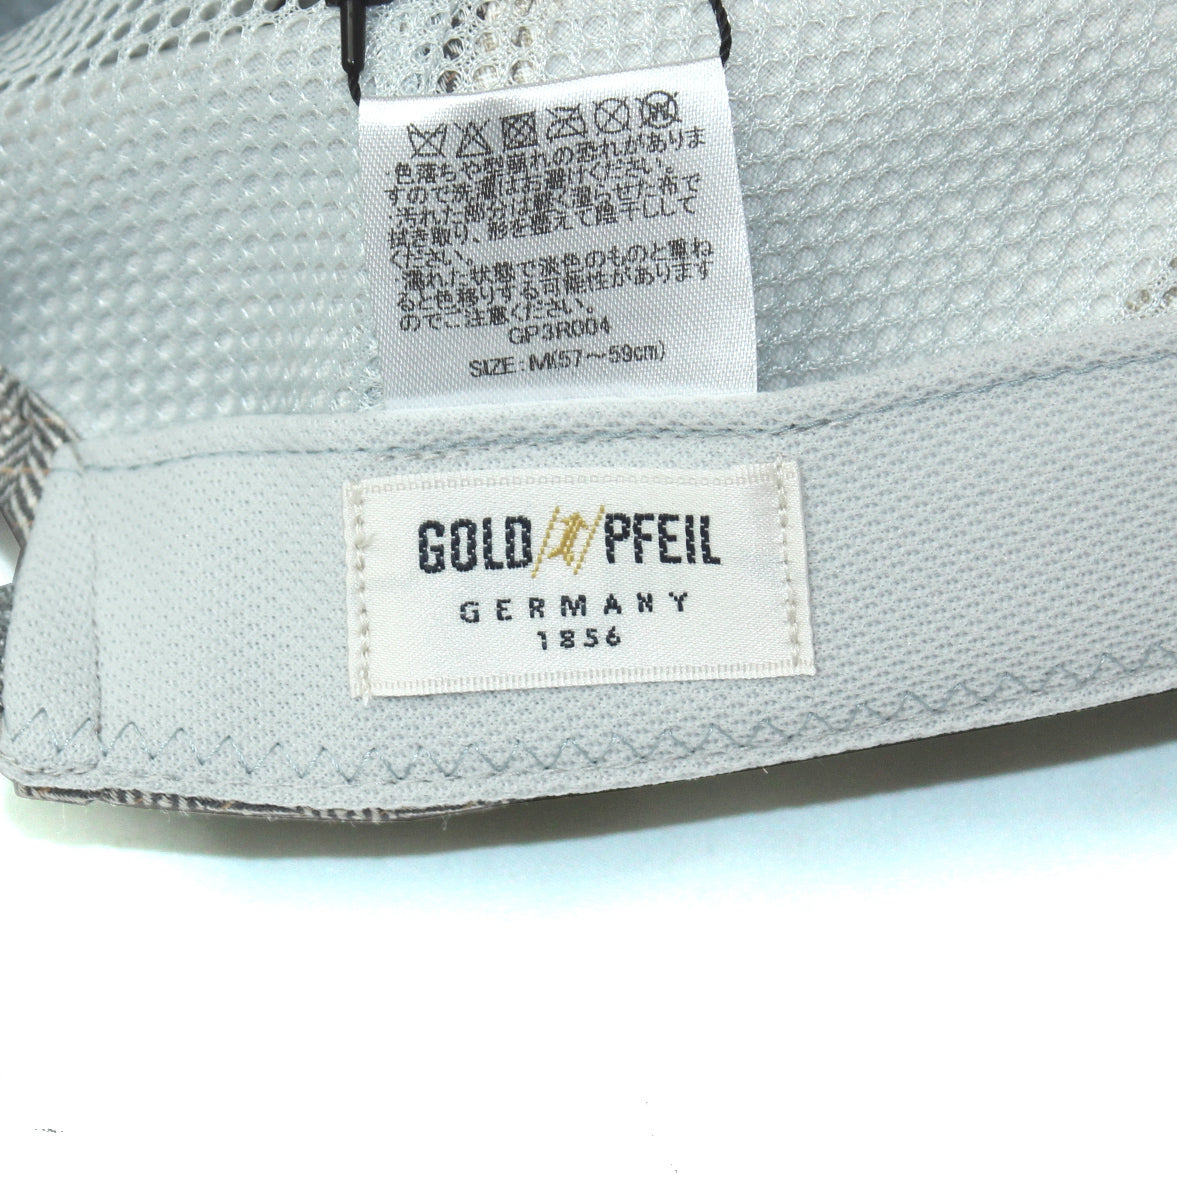 色落ちや型崩れの恐れがありま
すので洗濯はお避けください。
汚れた部分は軽く湿らせた布で
拭き取り、形を整えて陰干しして
ください。
濡れた状態で淡色のものと重ね
ると色移りする可能性があります
のでご注意ください。
GP3R004
SIZE:M(57～59cm)
GOLD PFEIL
GERMANY
1856